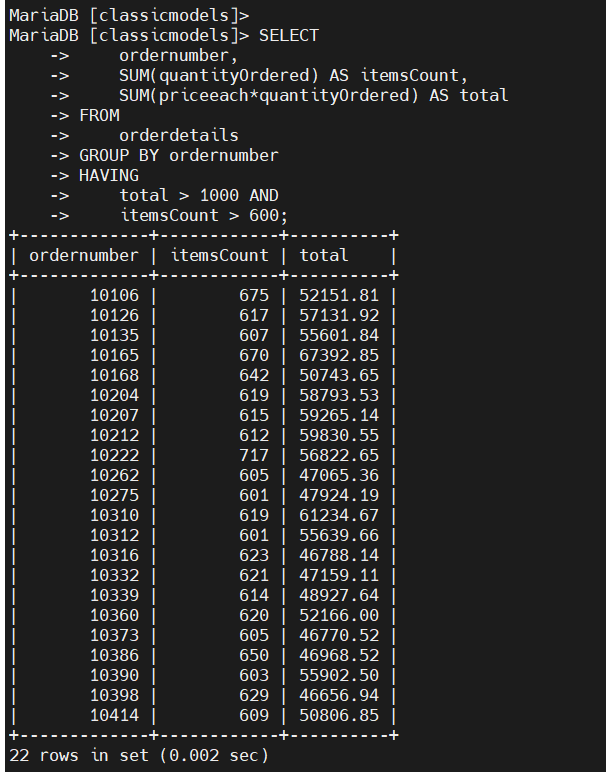 MariaDB [classicmodels]>
MariaDB [classicmodels]> SELECT
    ->     ordernumber,
    ->     SUM(quantityOrdered) AS itemsCount,
    ->     SUM(priceeach*quantityOrdered) AS total
    -> FROM
    ->     orderdetails
    -> GROUP BY ordernumber
    -> HAVING
    ->     total > 1000 AND
    ->     itemsCount > 600;
+-------------+------------+----------+
| ordernumber | itemsCount | total    |
+-------------+------------+----------+
|       10106 |        675 | 52151.81 |
|       10126 |        617 | 57131.92 |
|       10135 |        607 | 55601.84 |
|       10165 |        670 | 67392.85 |
|       10168 |        642 | 50743.65 |
|       10204 |        619 | 58793.53 |
|       10207 |        615 | 59265.14 |
|       10212 |        612 | 59830.55 |
|       10222 |        717 | 56822.65 |
|       10262 |        605 | 47065.36 |
|       10275 |        601 | 47924.19 |
|       10310 |        619 | 61234.67 |
|       10312 |        601 | 55639.66 |
|       10316 |        623 | 46788.14 |
|       10332 |        621 | 47159.11 |
|       10339 |        614 | 48927.64 |
|       10360 |        620 | 52166.00 |
|       10373 |        605 | 46770.52 |
|       10386 |        650 | 46968.52 |
|       10390 |        603 | 55902.50 |
|       10398 |        629 | 46656.94 |
|       10414 |        609 | 50806.85 |
+-------------+------------+----------+
22 rows in set (0.002 sec)